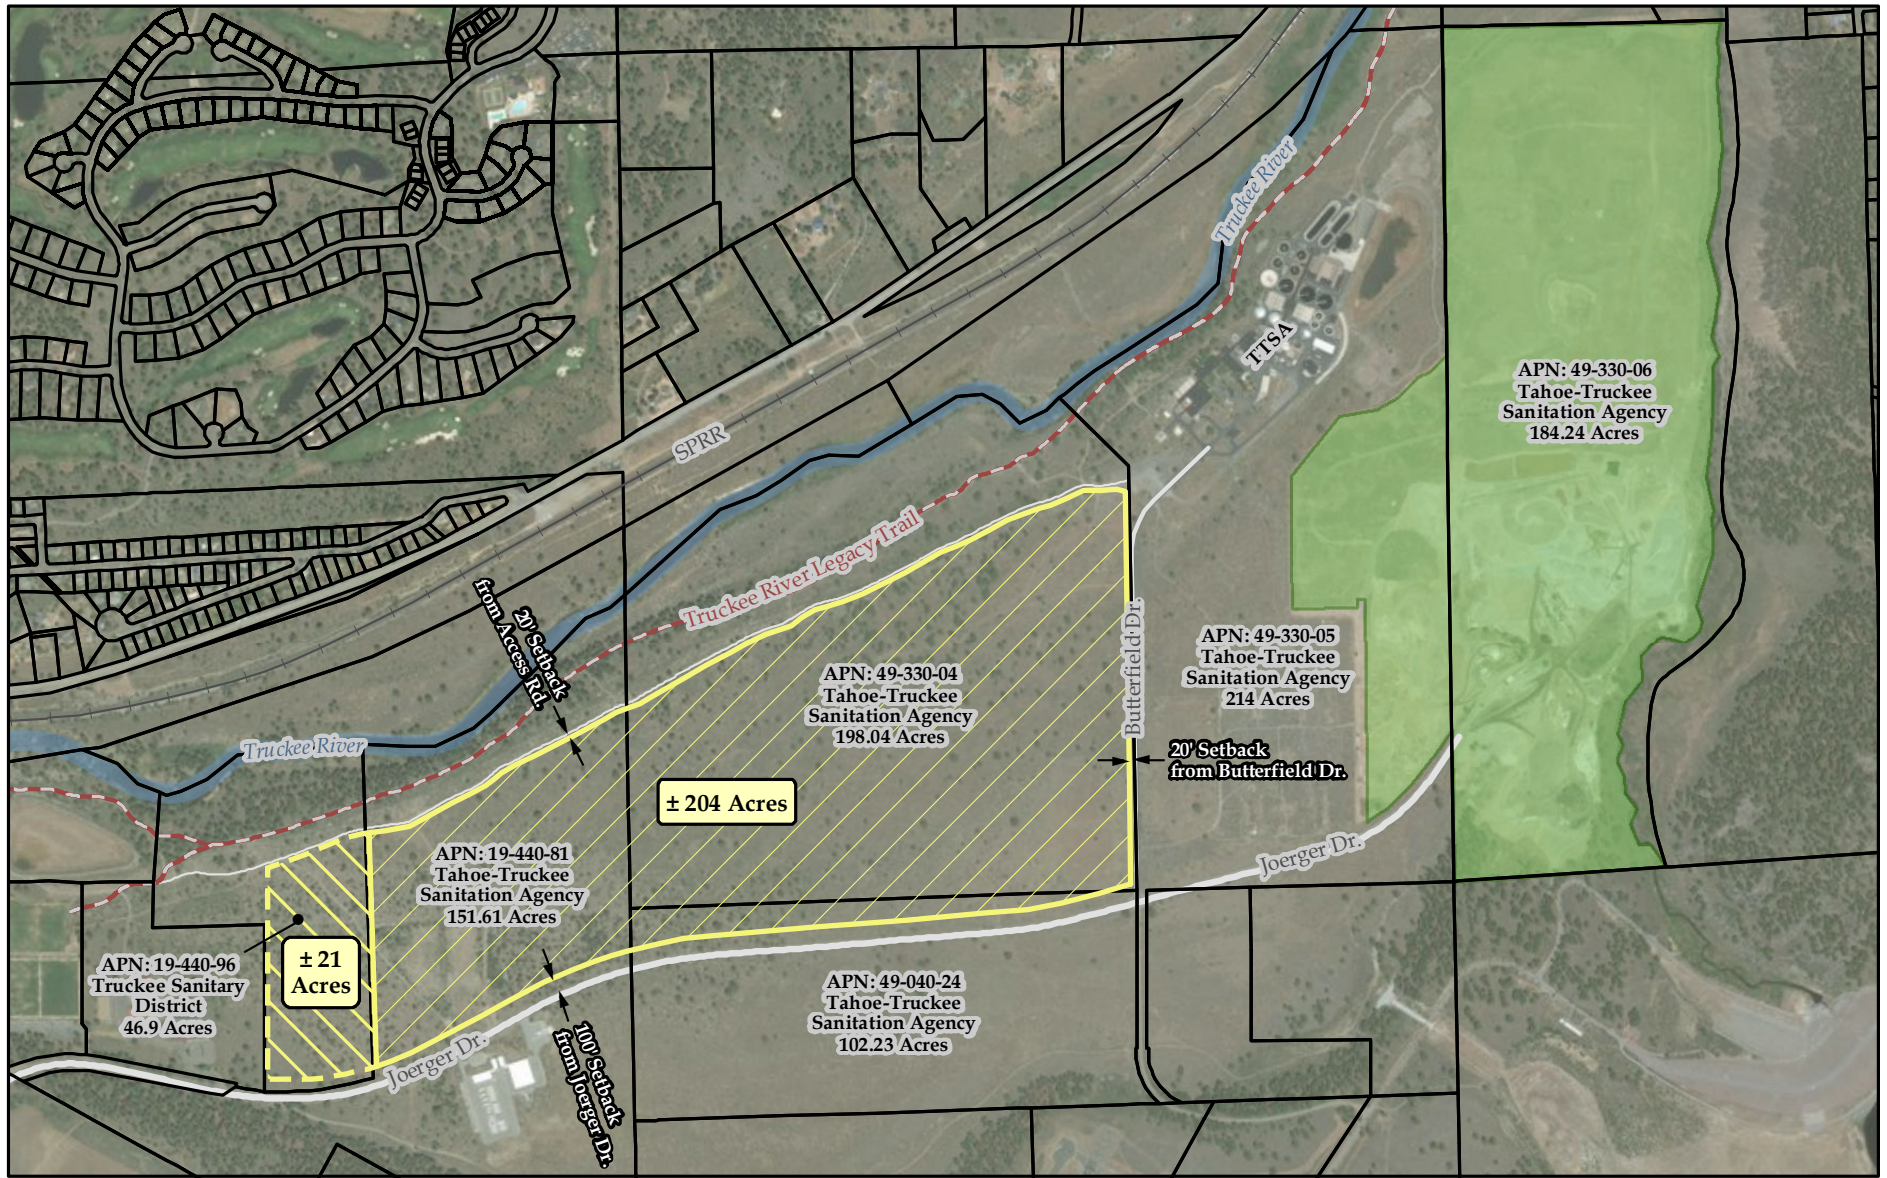 Truckee River
TTSA
APN: 49-330-06
Tahoe-Truckee
Sanitation Agency
184.24 Acres
SPRR
Truckee River Legacy Trail
20' Setback
from Access Rd.
APN: 49-330-04
Tahoe-Truckee
Sanitation Agency
198.04 Acres
Butterfield Dr.
APN: 49-330-05
Tahoe-Truckee
Sanitation Agency
214 Acres
Truckee River
20' Setback
from Butterfield Dr.
± 204 Acres
Joerger Dr.
APN: 19-440-81
Tahoe-Truckee
Sanitation Agency
151.61 Acres
APN: 19-440-96
Truckee Sanitary
District
46.9 Acres
± 21
Acres
APN: 49-040-24
Tahoe-Truckee
Sanitation Agency
102.23 Acres
Joerger Dr.
100' Setback
from Joerger Dr.